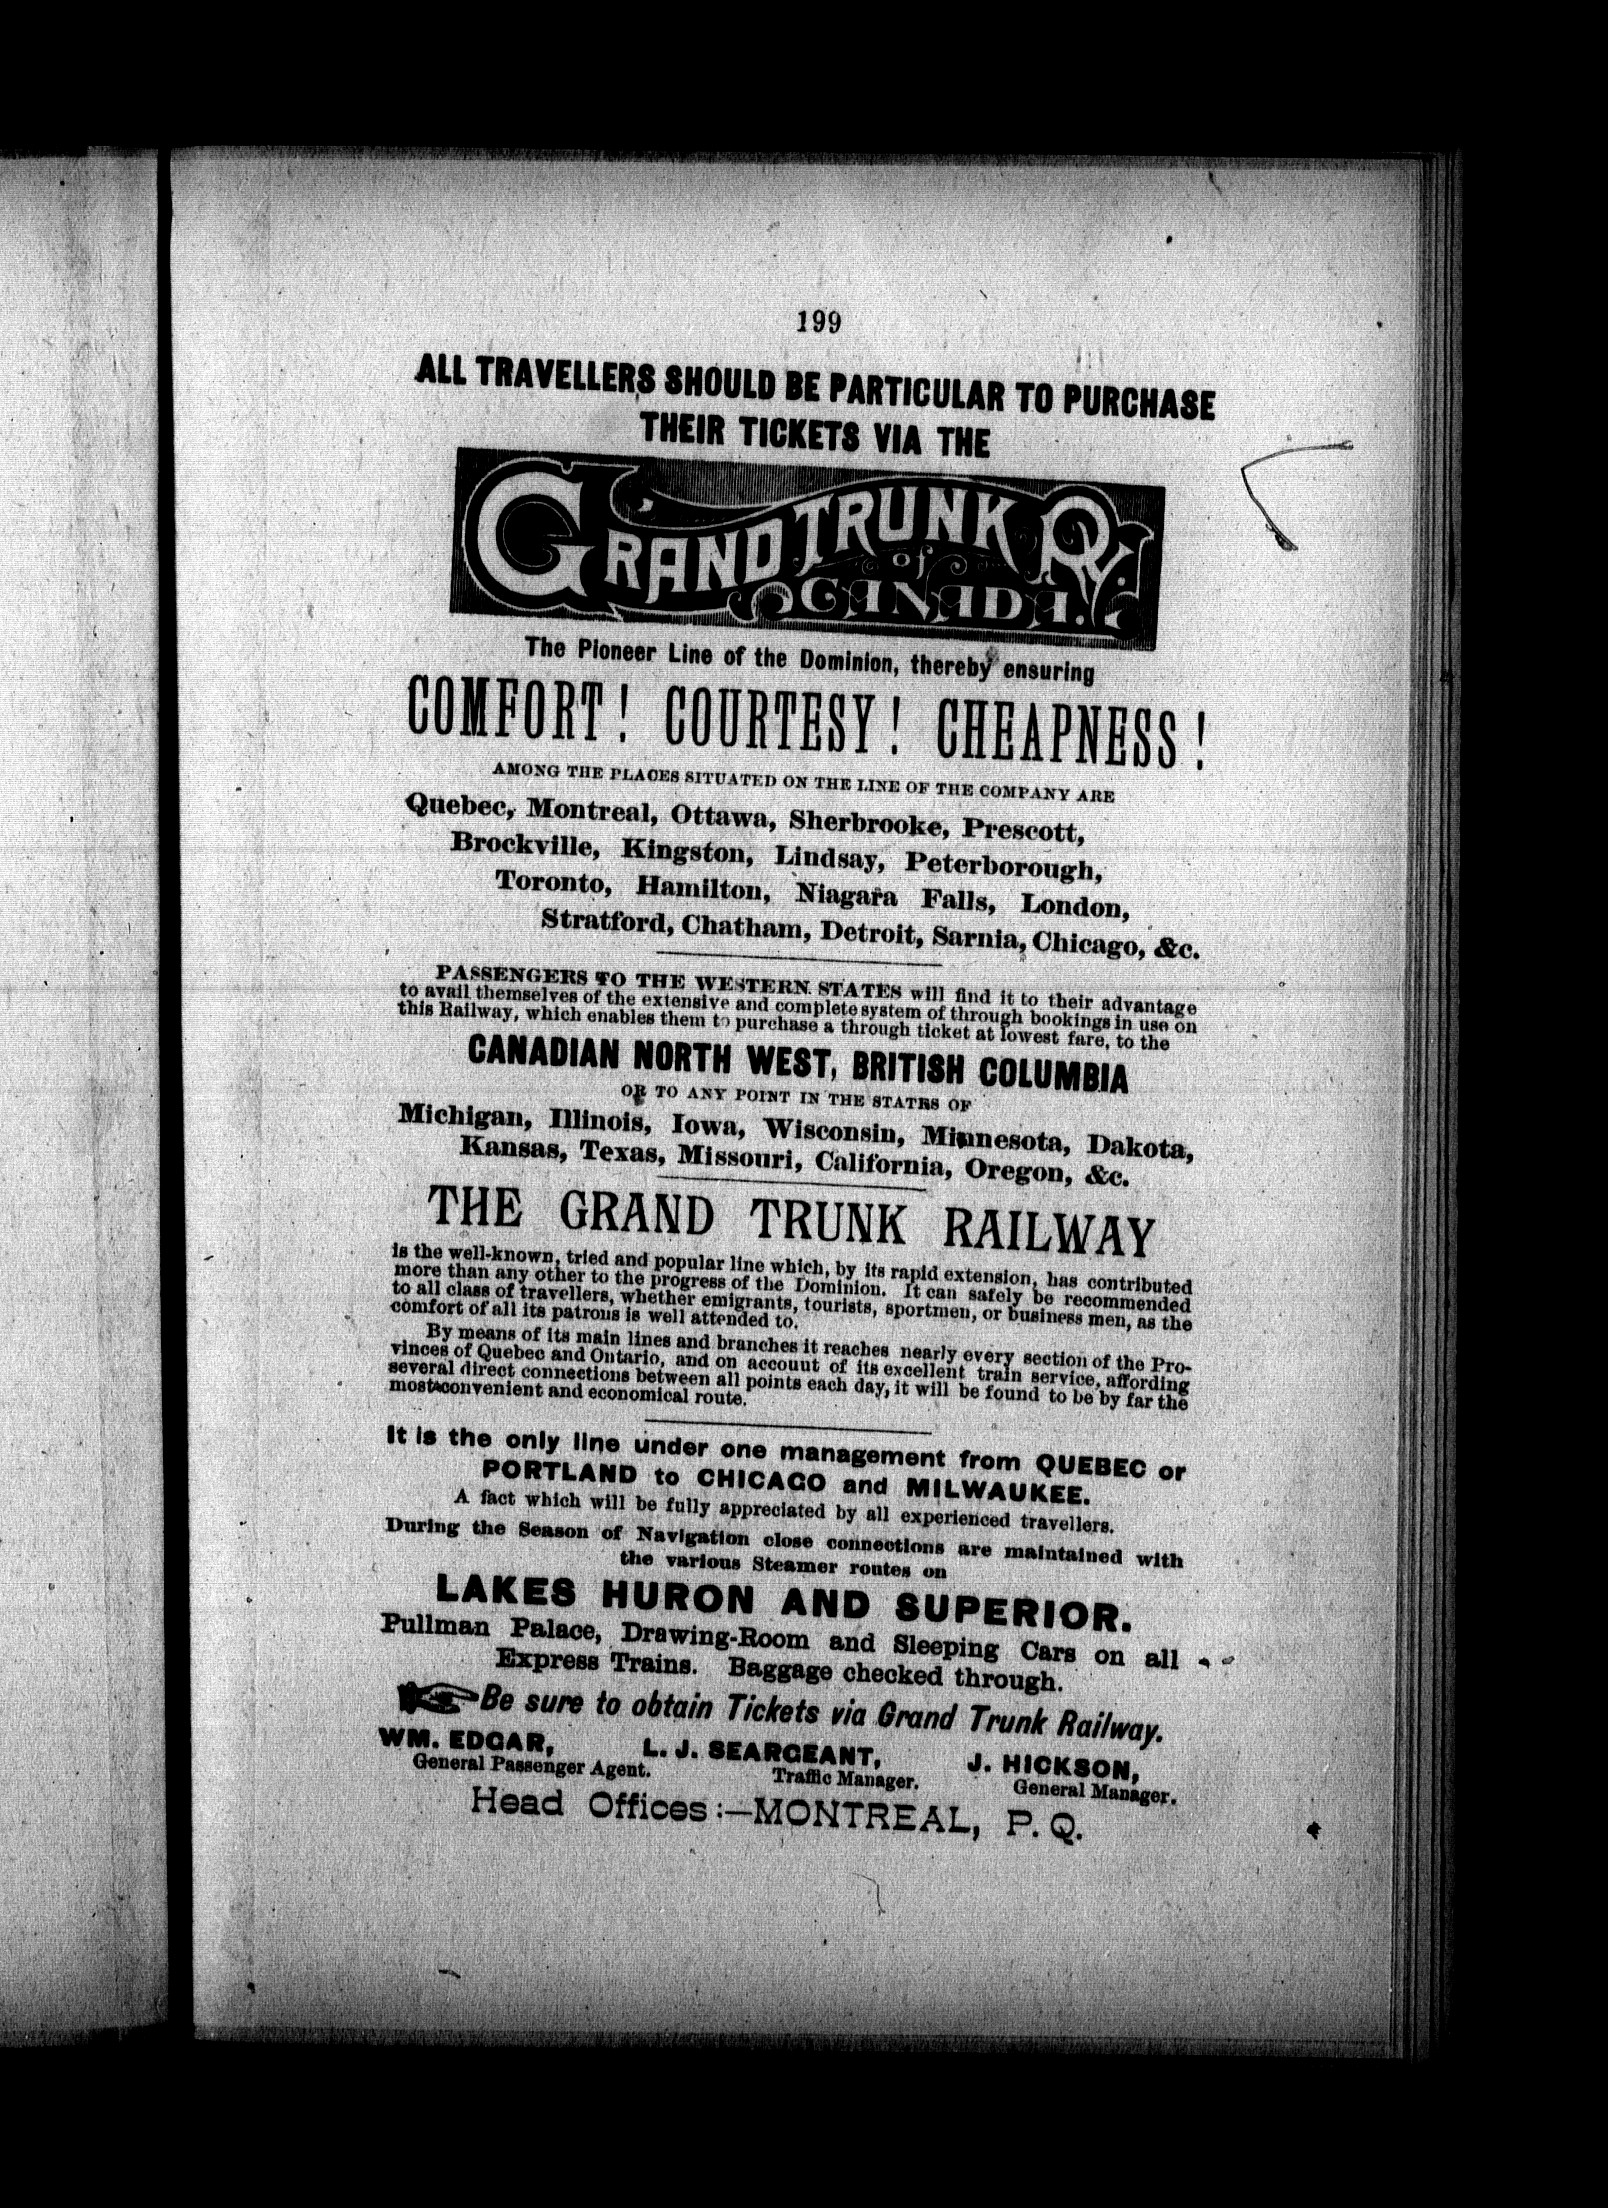 199
ALL TRAVELLERS SHOULD BE PARTICULAR TO PURCHASE
THEIR TICKETS VIA THE
GRAND TRUNK RY
OF
CANADA.
The Pioneer Line of the Dominion, thereby ensuring
COMFORT! COURTESY! CHEAPNESS!
AMONG THE PLACES SITUATED ON THE LINE OF THE COMPANY ARE
Quebec, Montreal, Ottawa, Sherbrooke, Prescott,
Brockville, Kingston, Lindsay, Peterborough,
Toronto, Hamilton, Niagara Falls, London,
Stratford, Chatham, Detroit, Sarnia, Chicago, &c.
PASSENGERS TO THE WESTERN STATES will find it to their advantage
to avail themselves of the extensive and complete system of through bookings in use on
this Railway, which enables them to purchase a through ticket at lowest fare, to the
CANADIAN NORTH WEST, BRITISH COLUMBIA
OR TO ANY POINT IN THE STATES OF
Michigan, Illinois, Iowa, Wisconsin, Minnesota, Dakota,
Kansas, Texas, Missouri, California, Oregon, &c.
THE GRAND TRUNK RAILWAY
is the well-known, tried and popular line which, by its rapid extension, has contributed
more than any other to the progress of the Dominion. It can safely be recommended
to all class of travellers, whether emigrants, tourists, sportmen, or business men, as the
comfort of all its patrons is well attended to.
By means of its main lines and branches it reaches nearly every section of the Pro-
vinces of Quebec and Ontario, and on account of its excellent train service, affording
several direct connections between all points each day, it will be found to be by far the
most convenient and economical route.
It is the only line under one management from QUEBEC or
PORTLAND to CHICAGO and MILWAUKEE.
A fact which will be fully appreciated by all experienced travellers.
During the Season of Navigation close connections are maintained with
the various Steamer routes on
LAKES HURON AND SUPERIOR.
Pullman Palace, Drawing-Room and Sleeping Cars on all
Express Trains. Baggage checked through.
Be sure to obtain Tickets via Grand Trunk Railway.
WM. EDGAR, L. J. SEARGEANT, J. HICKSON,
General Passenger Agent. Traffic Manager. General Manager.
Head Offices:—MONTREAL, P. Q.